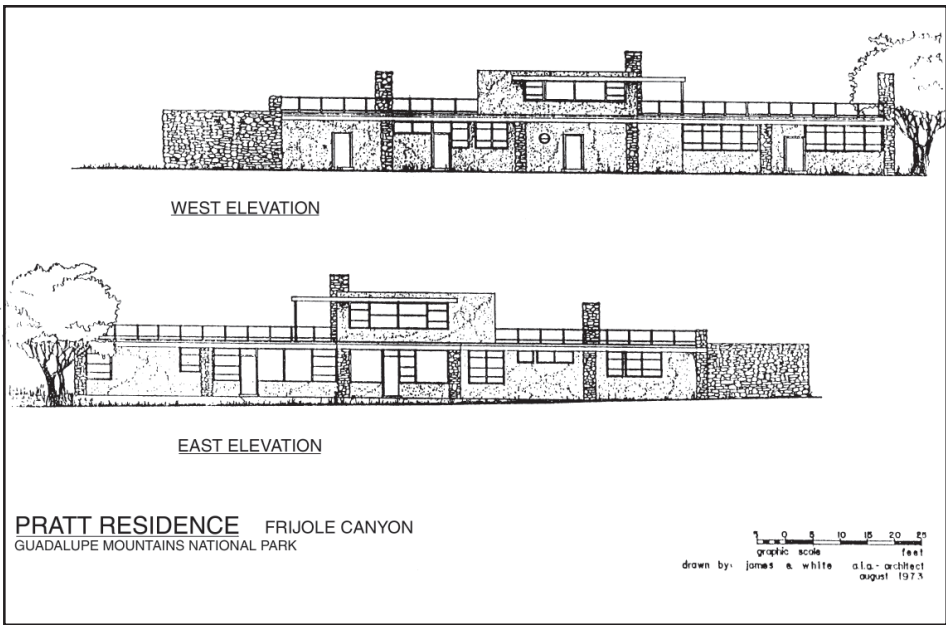 WEST ELEVATION
EAST ELEVATION
PRATT RESIDENCE FRIJOLE CANYON
GUADALUPE MOUNTAINS NATIONAL PARK
5 0 5 10 15 20 25
graphic scale feet
drawn by: james e. white a.i.a.- architect
august 1973